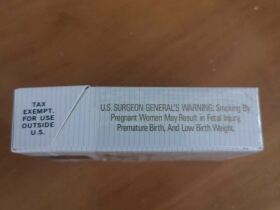 TAX
EXEMPT.
FOR USE
OUTSIDE
U.S.
U.S. SURGEON GENERAL'S WARNING: Smoking By
Pregnant Women May Result in Fetal Injury,
Premature Birth, And Low Birth Weight.